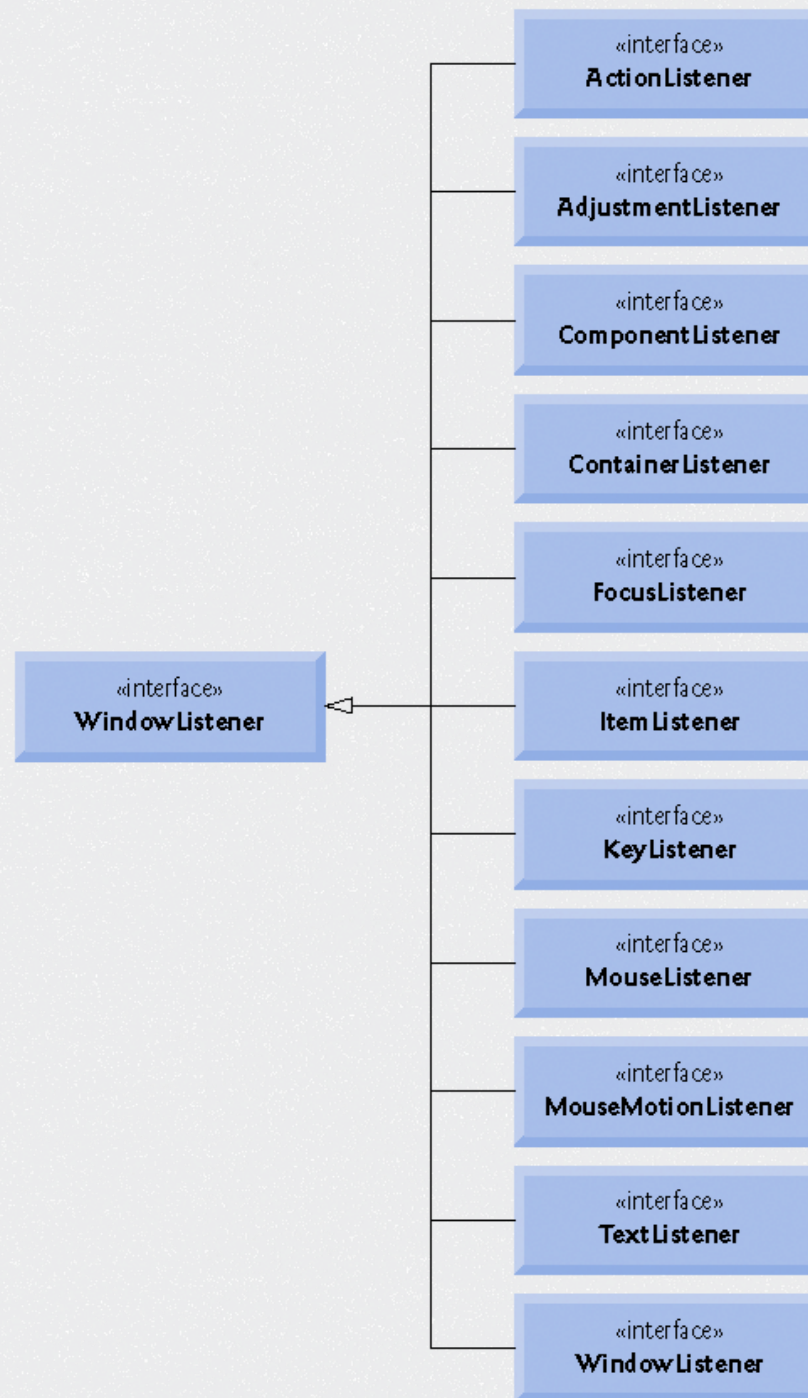 «interface»
ActionListener
«interface»
AdjustmentListener
«interface»
ComponentListener
«interface»
ContainerListener
«interface»
FocusListener
«interface»
WindowListener
«interface»
ItemListener
«interface»
KeyListener
«interface»
MouseListener
«interface»
MouseMotionListener
«interface»
TextListener
«interface»
WindowListener